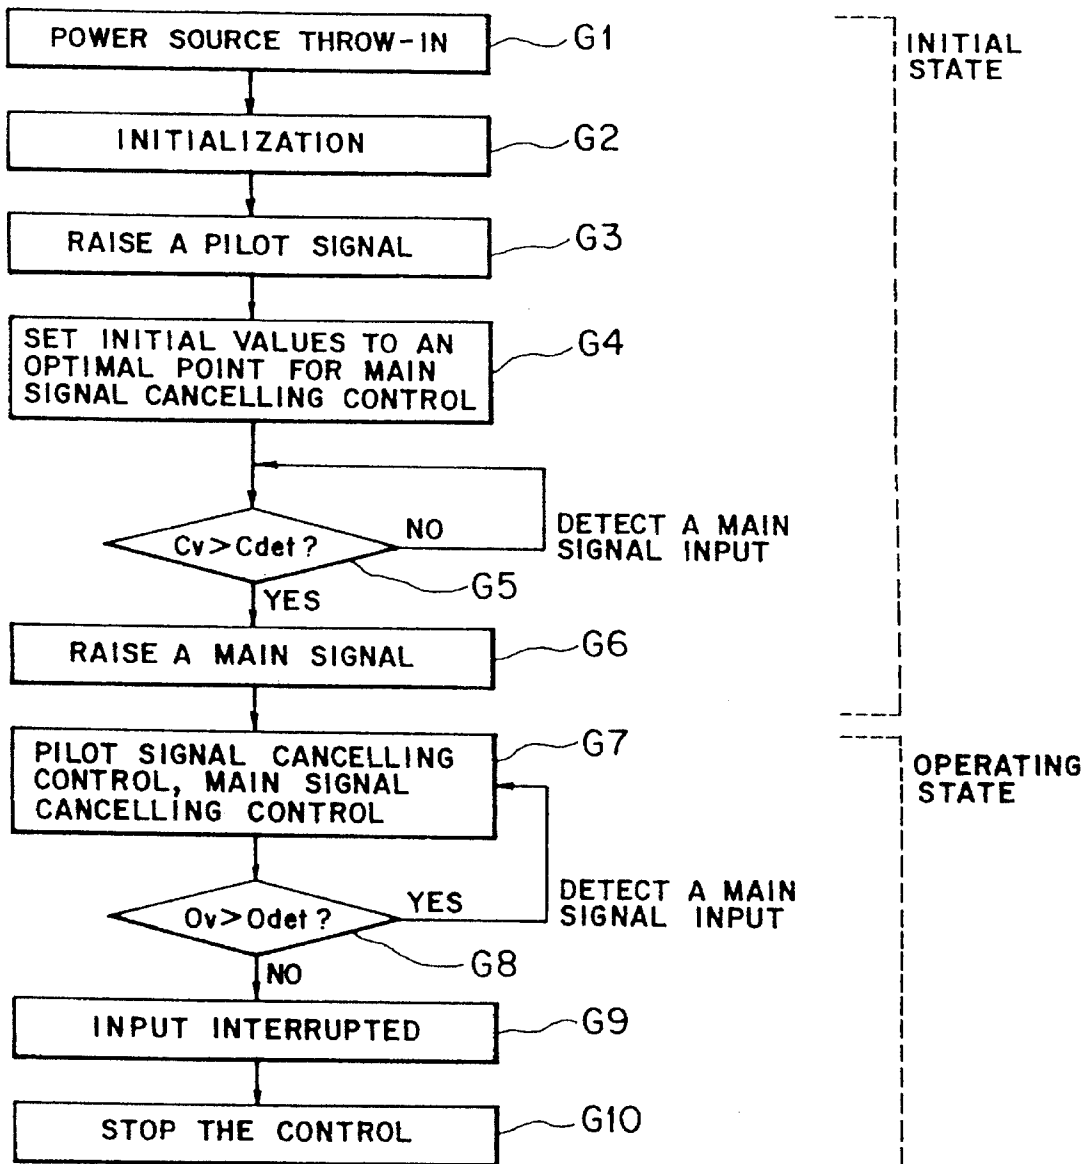 POWER SOURCE THROW-IN
G1
INITIAL
STATE
INITIALIZATION
G2
RAISE A PILOT SIGNAL
G3
SET INITIAL VALUES TO AN
OPTIMAL POINT FOR MAIN
SIGNAL CANCELLING CONTROL
G4
Cv>Cdet?
NO
DETECT A MAIN
SIGNAL INPUT
G5
YES
RAISE A MAIN SIGNAL
G6
PILOT SIGNAL CANCELLING
CONTROL, MAIN SIGNAL
CANCELLING CONTROL
G7
OPERATING
STATE
Ov>Odet?
YES
DETECT A MAIN
SIGNAL INPUT
G8
NO
INPUT INTERRUPTED
G9
STOP THE CONTROL
G10